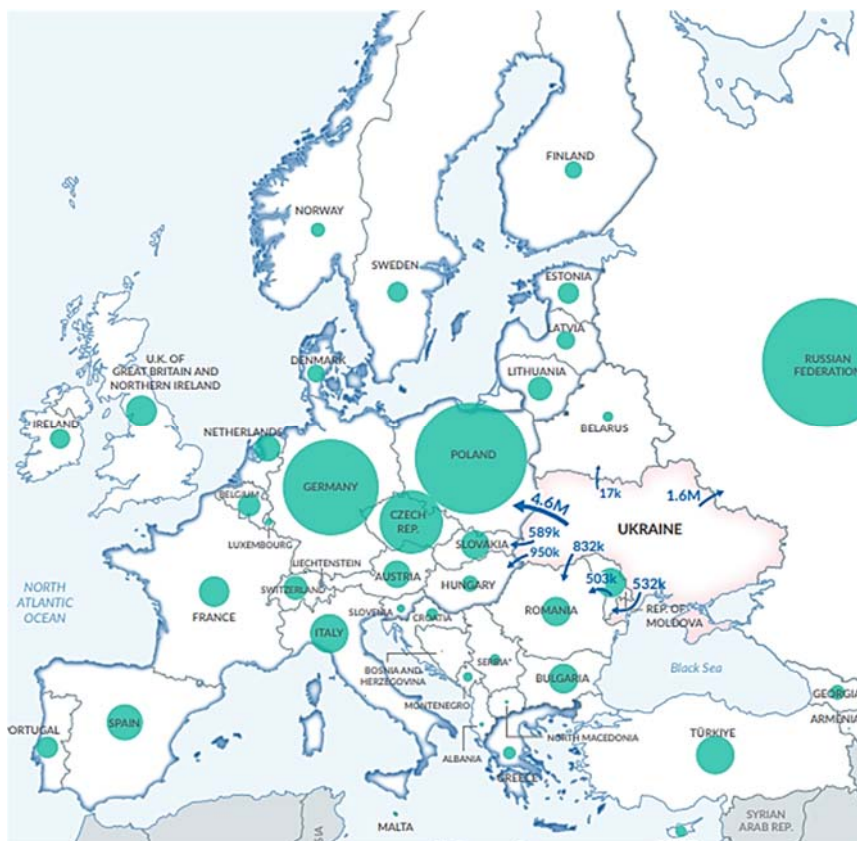 FINLAND
NORWAY
SWEDEN
ESTONIA
LATVIA
RUSSIAN
FEDERATION
U.K. OF
GREAT BRITAIN AND
NORTHERN IRELAND
DENMARK
LITHUANIA
IRELAND
NETHERLANDS
BELARUS
POLAND
GERMANY
17k
1.6M
BELGIUM
4.6M
CZECH
REP.
UKRAINE
589k
LUXEMBOURG
SLOVAKIA
832k
950k
LIECHTENSTEIN
AUSTRIA
503k
532k
NORTH
ATLANTIC
OCEAN
SWITZERLAND
HUNGARY
FRANCE
SLOVENIA
CROATIA
ROMANIA
REP. OF
MOLDOVA
ITALY
BOSNIA AND
HERZEGOVINA
SERBIA*
Black Sea
BULGARIA
MONTENEGRO
GEORGIA
PORTUGAL
SPAIN
ARMENIA
NORTH MACEDONIA
TÜRKIYE
ALBANIA
GREECE
MALTA
SYRIAN
ARAB REP.